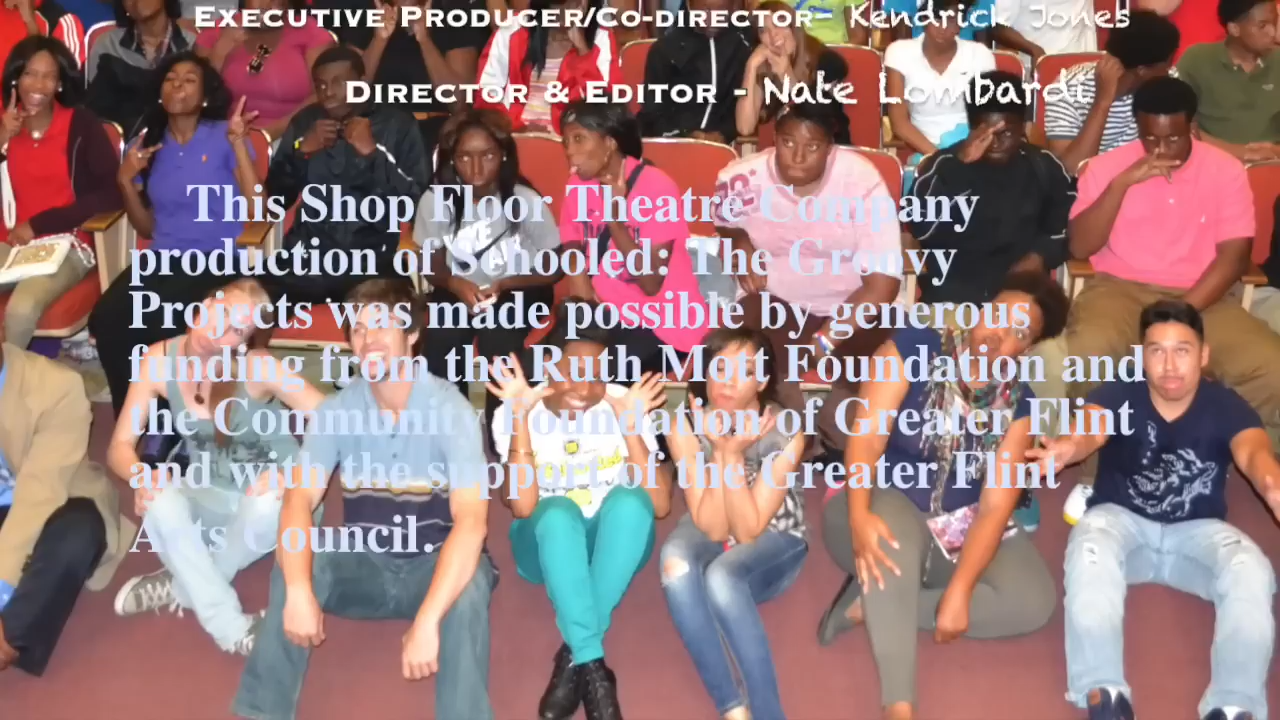 Executive Producer/Co-director- Kendrick Jones
Director & Editor - Nate Lombardi
This Shop Floor Theatre Company
production of Schooled: The Groovy
Projects was made possible by generous
funding from the Ruth Mott Foundation and
the Community Foundation of Greater Flint
and with the support of the Greater Flint
Arts Council.